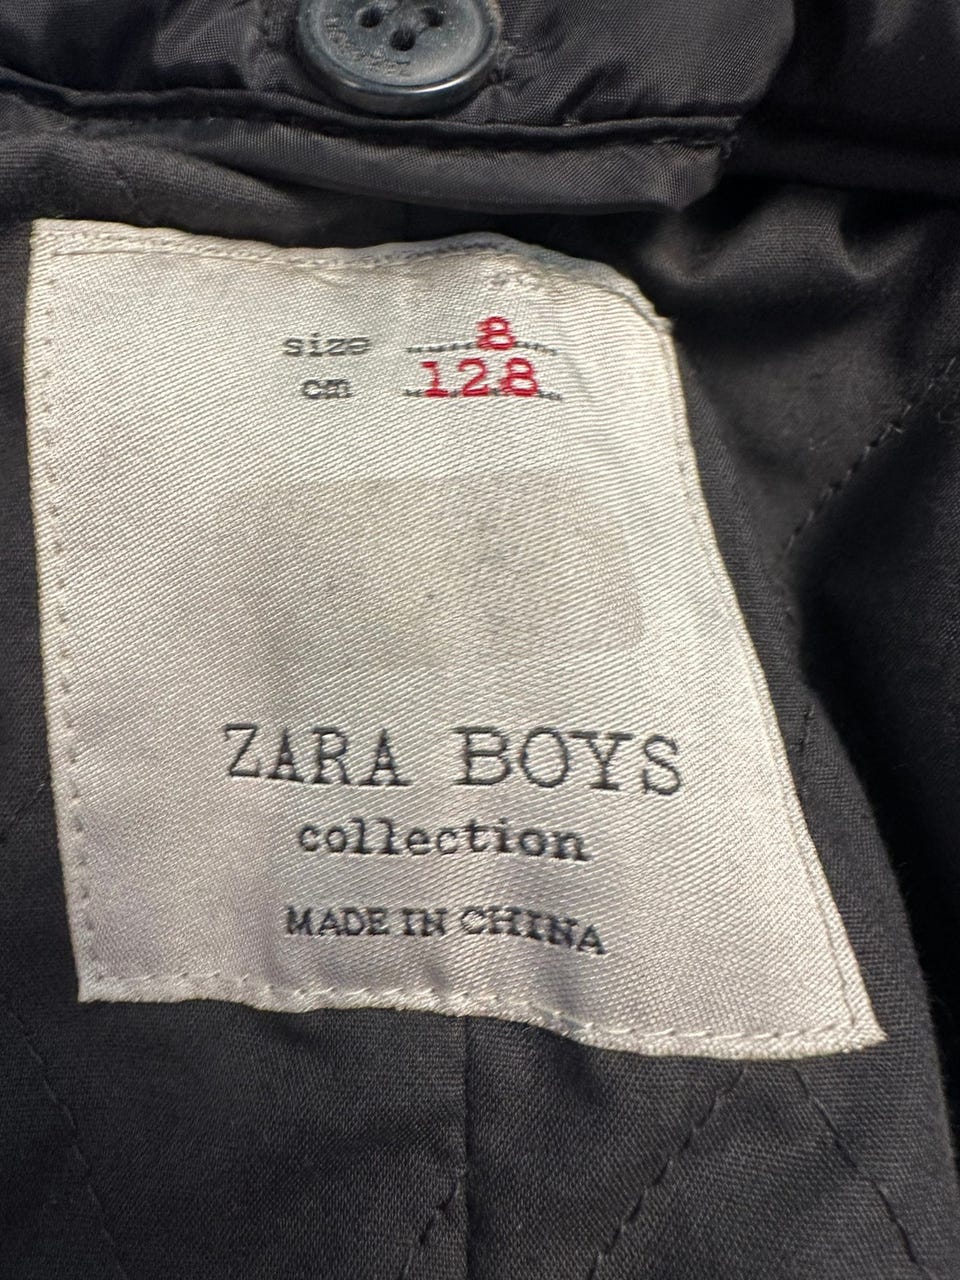 size 8
cm 128
ZARA BOYS
collection
MADE IN CHINA